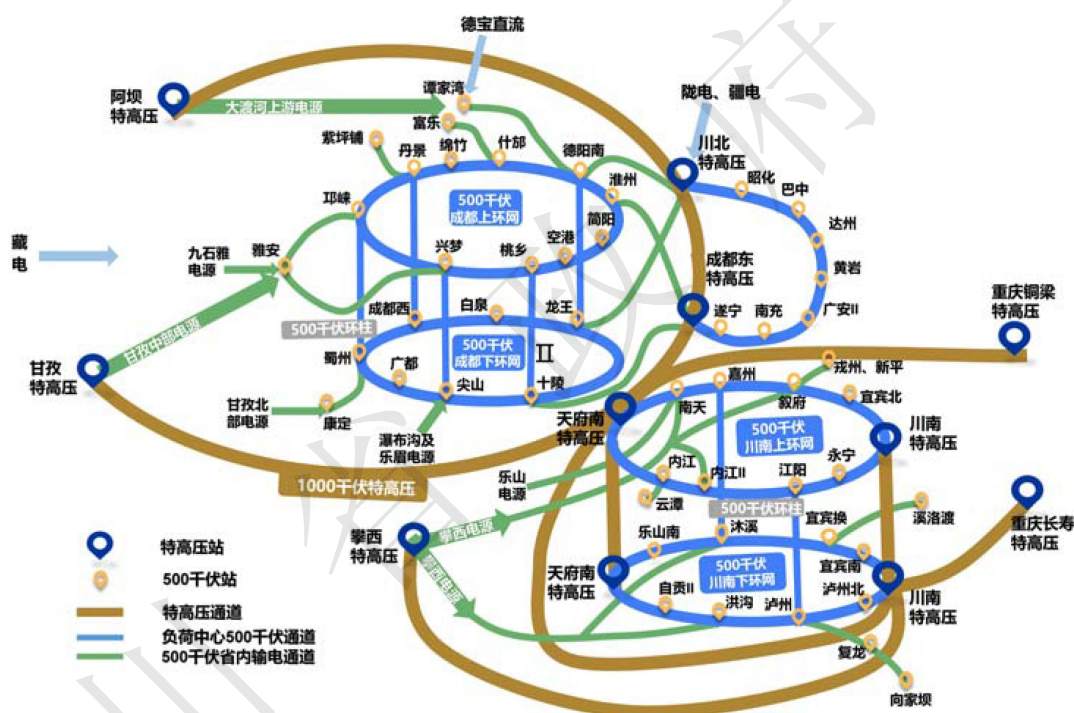 德宝直流
谭家湾
阿坝
特高压
大渡河上游电源
陇电、疆电
富乐
紫坪铺
丹景
绵竹
什邡
德阳南
川北
特高压
昭化
巴中
淮州
邛崃
500千伏
成都上环网
简阳
达州
藏
电
九石雅
电源
雅安
兴梦
桃乡
空港
成都东
特高压
黄岩
重庆铜梁
特高压
甘孜中部电源
成都西
白泉
龙王
遂宁
南充
广安II
500千伏环柱
500千伏
成都下环网
II
甘孜
特高压
蜀州
广都
尖山
十陵
戎州、新平
嘉州
甘孜北
部电源
康定
瀑布沟及
乐眉电源
天府南
特高压
南天
叙府
宜宾北
500千伏
川南上环网
川南
特高压
1000千伏特高压
乐山
电源
内江
内江II
江阳
永宁
云潭
500千伏环柱
攀西
特高压
攀西电源
乐山南
沐溪
宜宾换
溪洛渡
重庆长寿
特高压
特高压站
500千伏站
攀西电源
天府南
特高压
500千伏
川南下环网
宜宾南
自贡II
洪沟
泸州
泸州北
川南
特高压
特高压通道
负荷中心500千伏通道
500千伏省内输电通道
复龙
向家坝
省
政
府